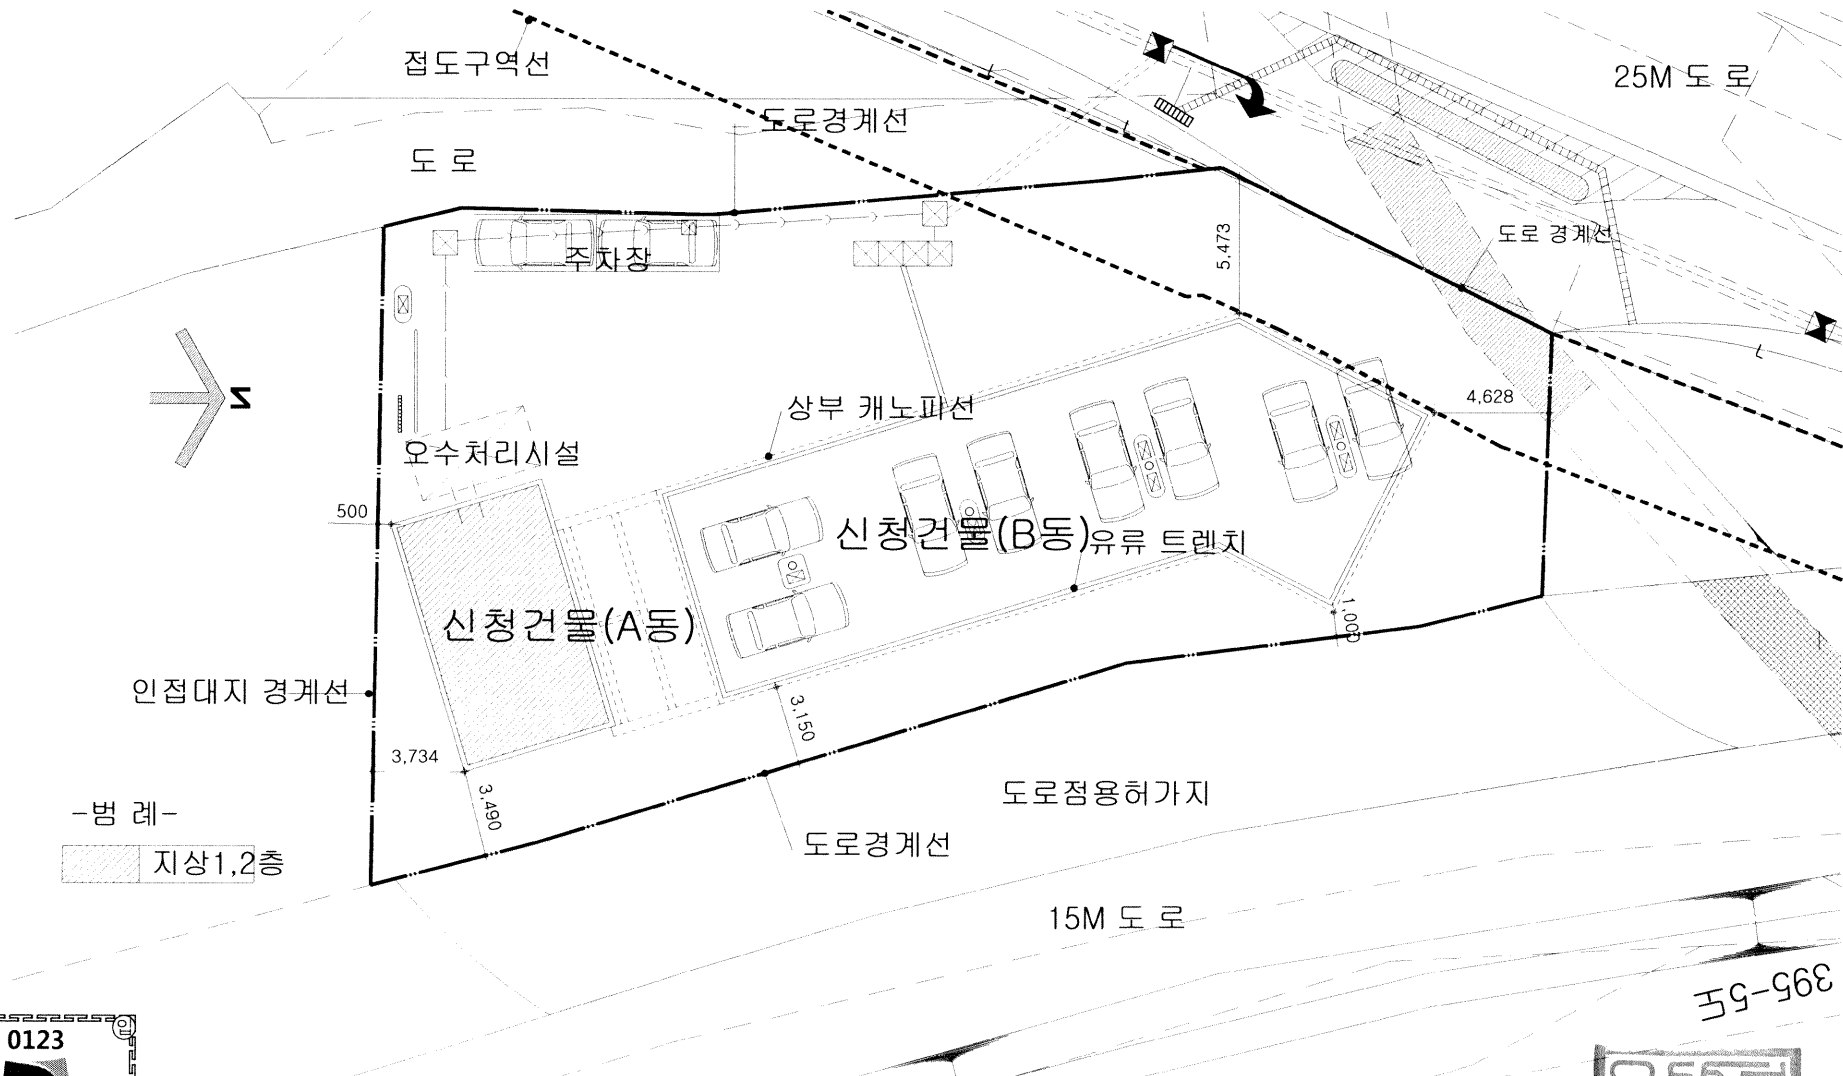 접도구역선
25M 도 로
도로경계선
도 로
도로 경계선
5,473
주차장
N
4,628
상부 캐노피선
오수처리시설
500
신청건물(B동)
유류 트렌치
신청건물(A동)
1,000
인접대지 경계선
3,150
3,734
3,490
도로점용허가지
-범 례-
도로경계선
지상1,2층
15M 도 로
395-5도
0123